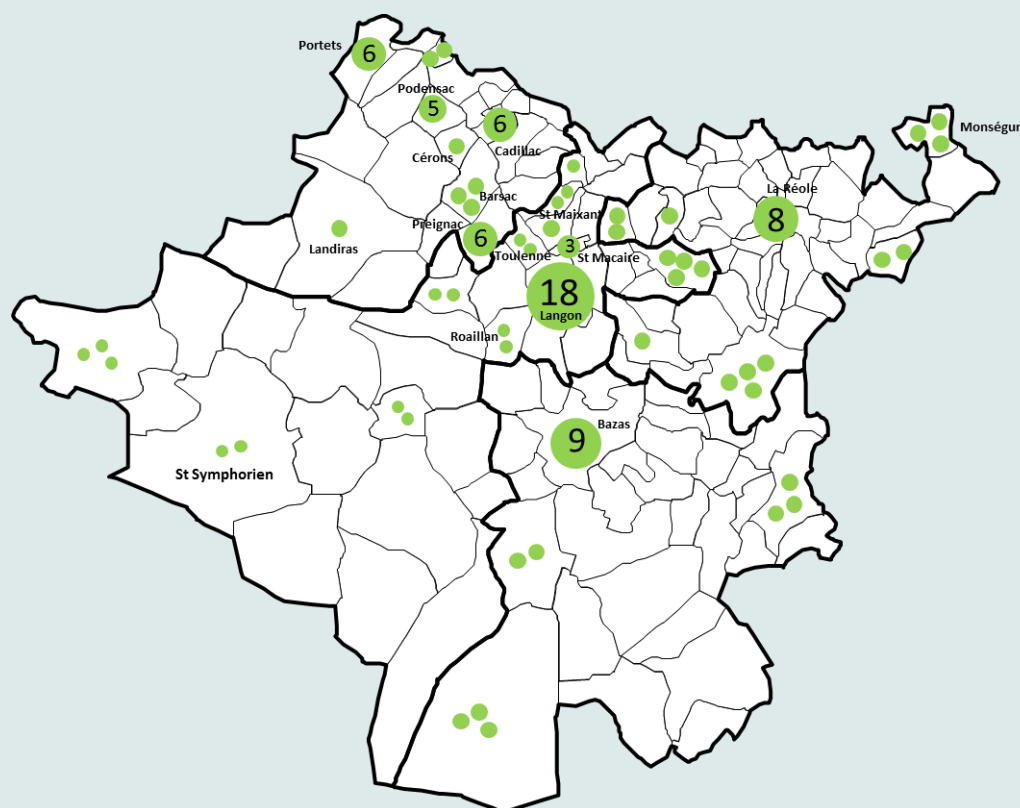 Portets
6
Podensac
5
6
Cadillac
Monségur
Cérons
La Réole
8
Barsac
St Maixant
Preignac
6
Landiras
Toulenne
3
St Macaire
18
Langon
Roaillan
Bazas
9
St Symphorien